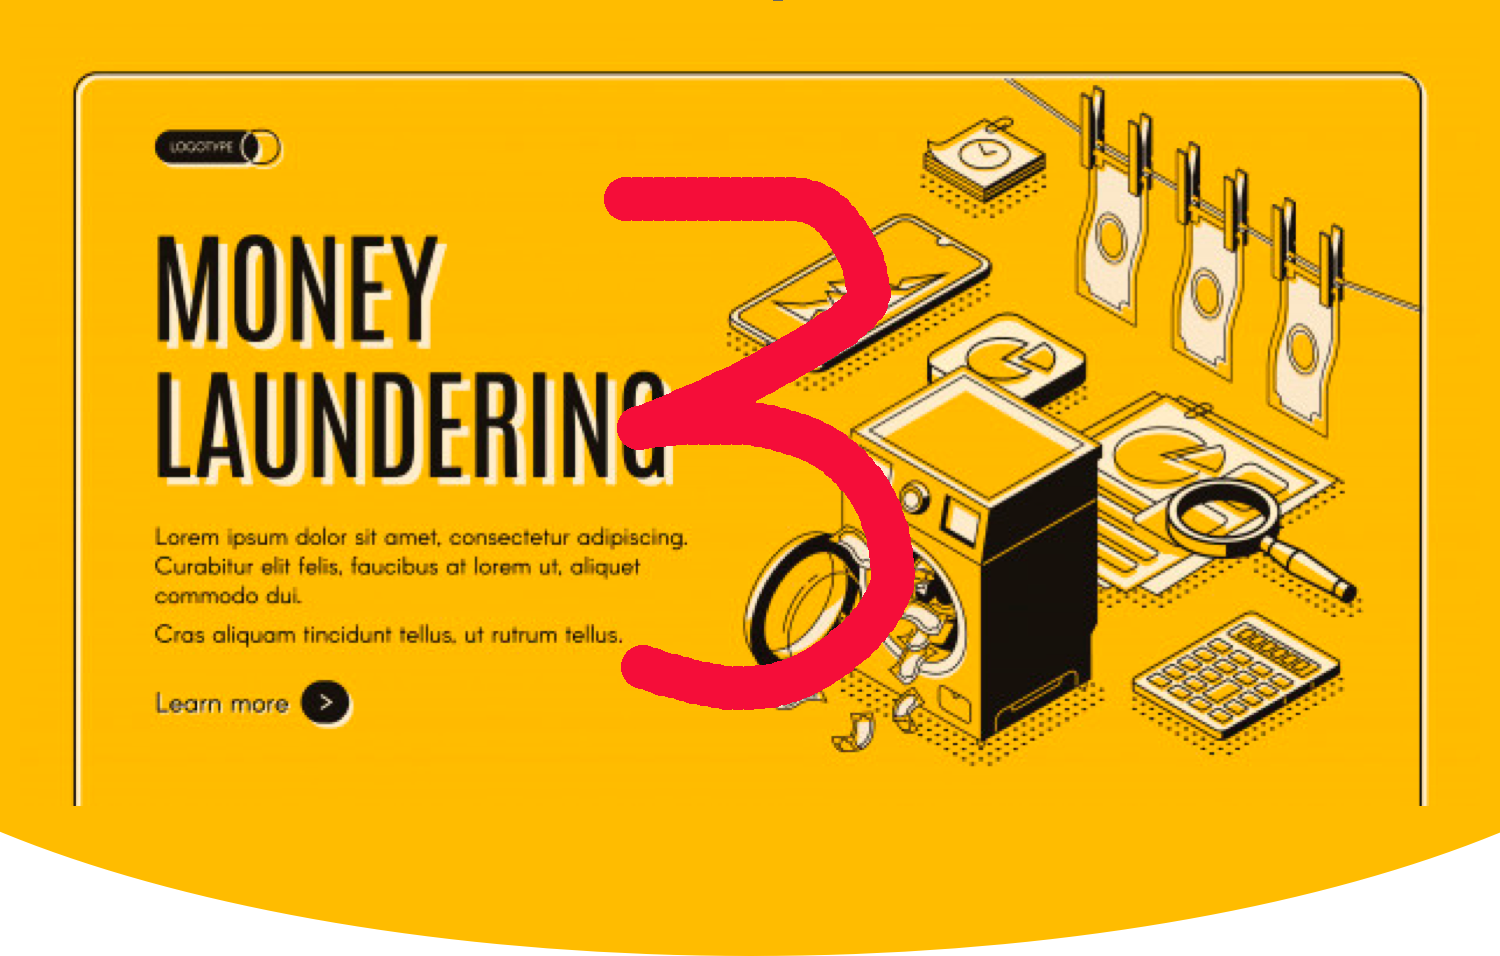 LOGOTYPE
MONEY
LAUNDERING
Lorem ipsum dolor sit amet, consectetur adipiscing.
Curabitur elit felis, faucibus at lorem ut, aliquet
commodo dui.
Cras aliquam tincidunt tellus, ut rutrum tellus.
Learn more >
3